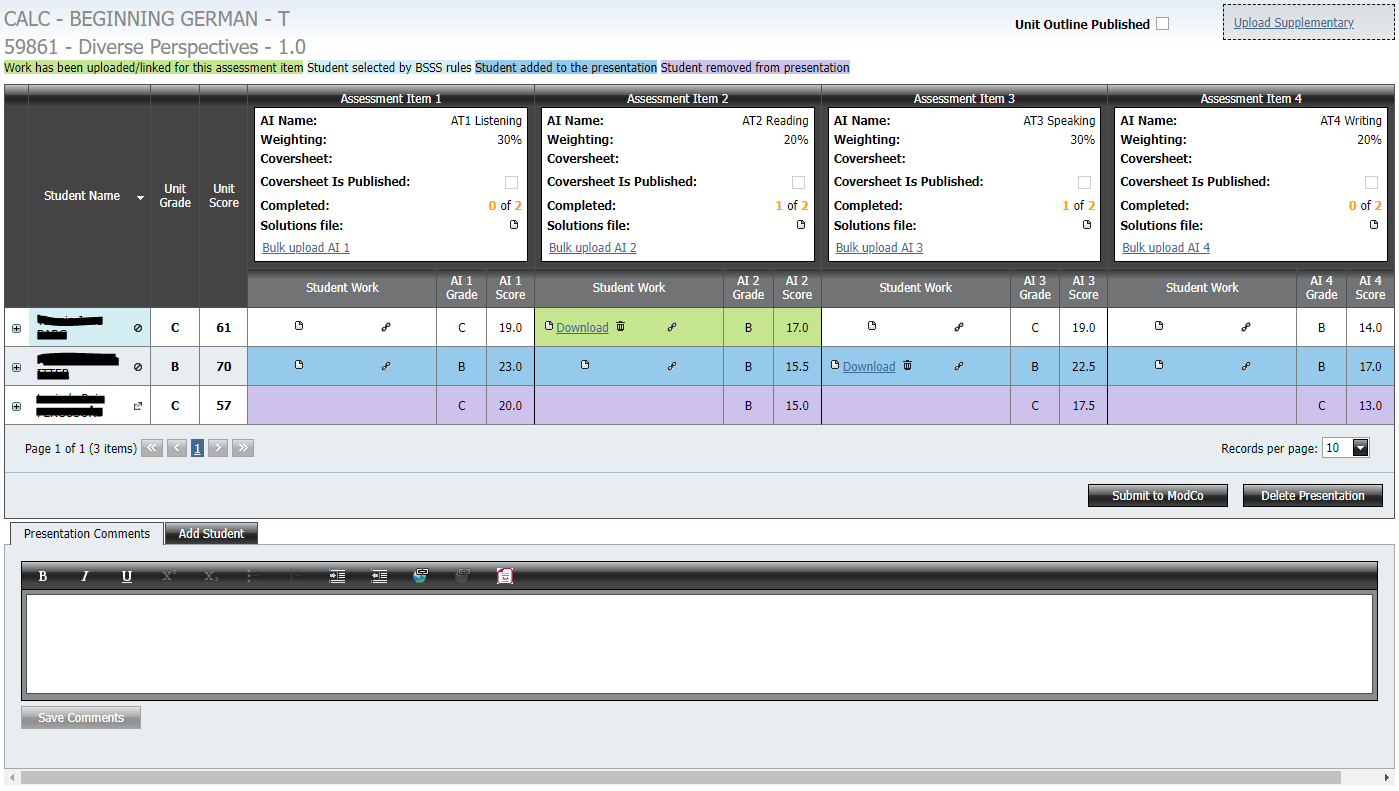 CALC - BEGINNING GERMAN - T
Unit Outline Published
Upload Supplementary
59861 - Diverse Perspectives - 1.0
Work has been uploaded/linked for this assessment item Student selected by BSSS rules Student added to the presentation Student removed from presentation
Assessment Item 1 Assessment Item 2 Assessment Item 3 Assessment Item 4
AI Name: AT1 Listening AI Name: AT2 Reading AI Name: AT3 Speaking AI Name: AT4 Writing
Weighting: 30% Weighting: 20% Weighting: 30% Weighting: 20%
Coversheet: Coversheet: Coversheet: Coversheet:
Coversheet Is Published: Coversheet Is Published: Coversheet Is Published: Coversheet Is Published:
Student Name Unit Grade Unit Score
Completed: 0 of 2 Completed: 1 of 2 Completed: 1 of 2 Completed: 0 of 2
Solutions file: Solutions file: Solutions file: Solutions file:
Bulk upload AI 1 Bulk upload AI 2 Bulk upload AI 3 Bulk upload AI 4
Student Work AI 1 Grade AI 1 Score Student Work AI 2 Grade AI 2 Score Student Work AI 3 Grade AI 3 Score Student Work AI 4 Grade AI 4 Score
C 61 C 19.0 Download B 17.0 C 19.0 B 14.0
B 70 B 23.0 B 15.5 Download B 22.5 B 17.0
C 57 C 20.0 B 15.0 C 17.5 C 13.0
Page 1 of 1 (3 items) 1 Records per page: 10
Submit to ModCo Delete Presentation
Presentation Comments Add Student
B I U X² X₂
Save Comments